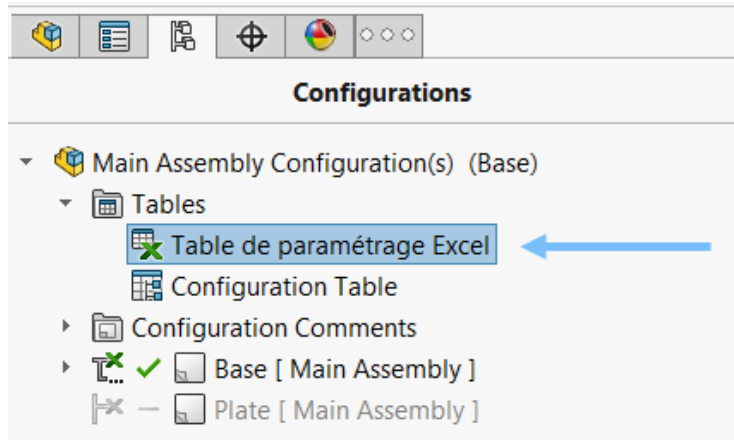 Configurations
Main Assembly Configuration(s) (Base)
Tables
Table de paramétrage Excel
Configuration Table
Configuration Comments
Base [ Main Assembly ]
Plate [ Main Assembly ]